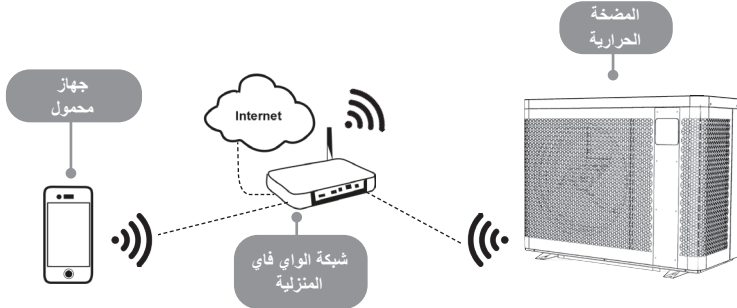 المضخة
الحرارية
جهاز
محمول
Internet
شبكة الواي فاي
المنزلية